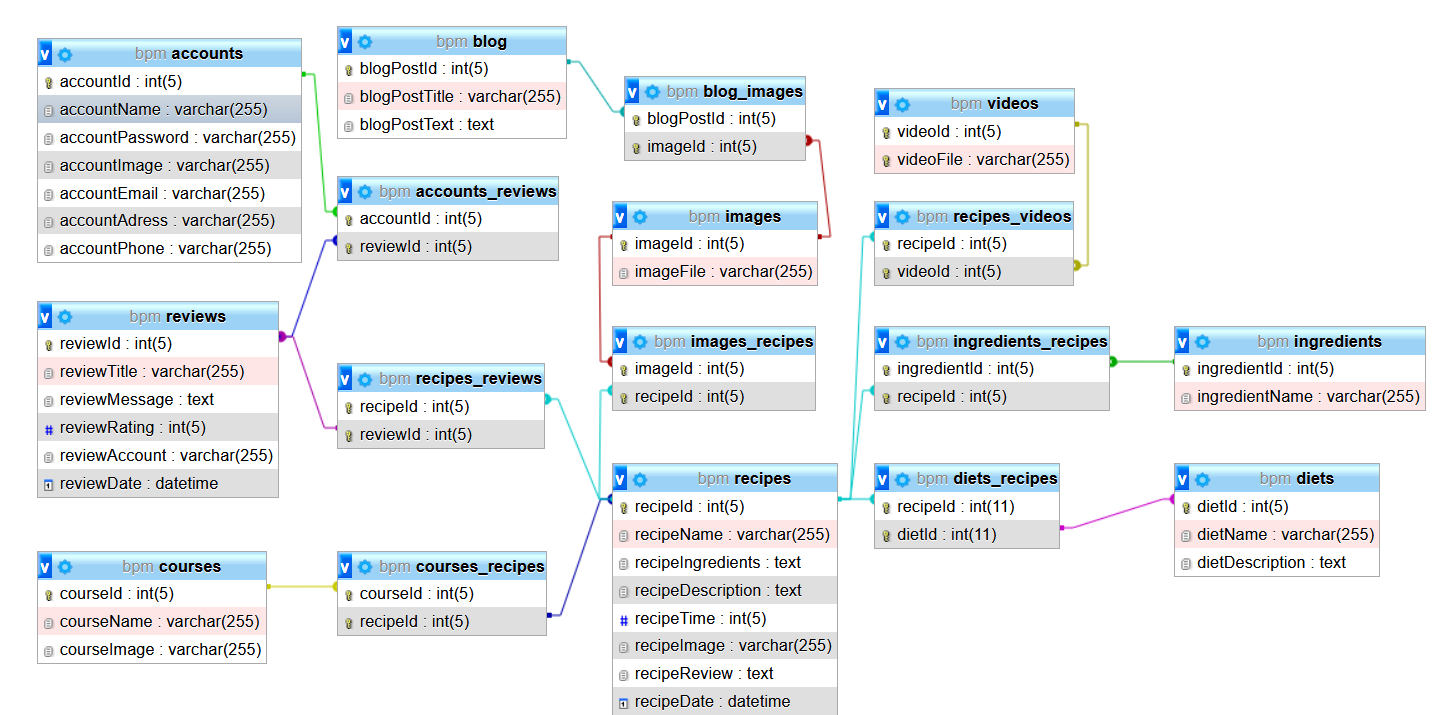 bpm accounts
accountId : int(5)
accountName : varchar(255)
accountPassword : varchar(255)
accountImage : varchar(255)
accountEmail : varchar(255)
accountAdress : varchar(255)
accountPhone : varchar(255)
bpm blog
blogPostId : int(5)
blogPostTitle : varchar(255)
blogPostText : text
bpm blog_images
blogPostId : int(5)
imageId : int(5)
bpm videos
videoId : int(5)
videoFile : varchar(255)
bpm accounts_reviews
accountId : int(5)
reviewId : int(5)
bpm images
imageId : int(5)
imageFile : varchar(255)
bpm recipes_videos
recipeId : int(5)
videoId : int(5)
bpm reviews
reviewId : int(5)
reviewTitle : varchar(255)
reviewMessage : text
reviewRating : int(5)
reviewAccount : varchar(255)
reviewDate : datetime
bpm recipes_reviews
recipeId : int(5)
reviewId : int(5)
bpm images_recipes
imageId : int(5)
recipeId : int(5)
bpm ingredients_recipes
ingredientId : int(5)
recipeId : int(5)
bpm ingredients
ingredientId : int(5)
ingredientName : varchar(255)
bpm courses
courseId : int(5)
courseName : varchar(255)
courseImage : varchar(255)
bpm courses_recipes
courseId : int(5)
recipeId : int(5)
bpm recipes
recipeId : int(5)
recipeName : varchar(255)
recipeIngredients : text
recipeDescription : text
recipeTime : int(5)
recipeImage : varchar(255)
recipeReview : text
recipeDate : datetime
bpm diets_recipes
recipeId : int(11)
dietId : int(11)
bpm diets
dietId : int(5)
dietName : varchar(255)
dietDescription : text